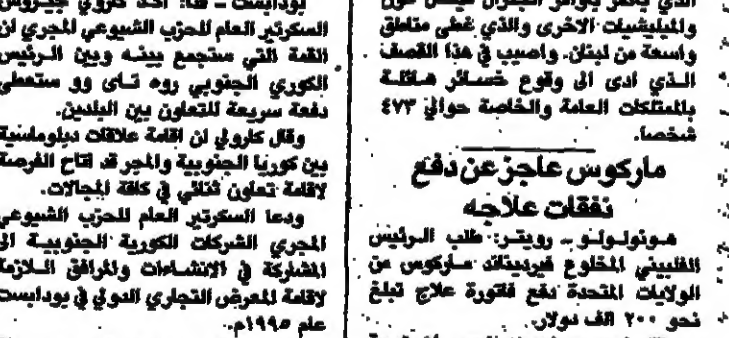 الذي يأتمر بأوامر الجنرال ميشال عون
والميليشيات الاخرى والذي غطى مناطق
واسعة من لبنان. واصيب في هذا القصف
الذي ادى الى وقوع خسائر هائلة
بالممتلكات العامة والخاصة حوالي ٤٧٣
شخصا.
ماركوس عاجز عن دفع
نفقات علاجه
هونولولو ـ رويتر: طلب الرئيس
الفلبيني المخلوع فيرديناند ماركوس من
الولايات المتحدة دفع فاتورة علاج تبلغ
نحو ٢٠٠ الف دولار.
بودابست ـ قنا: أكد كاروي جيروس
السكرتير العام للحزب الشيوعي المجري ان
القمة التي ستجمع بينه وبين الرئيس
الكوري الجنوبي روه تاي وو ستعطي
دفعة سريعة للتعاون بين البلدين.
وقال كارولي ان اقامة علاقات دبلوماسية
بين كوريا الجنوبية والمجر قد اتاح الفرصة
لاقامة تعاون ثنائي في كافة المجالات.
ودعا السكرتير العام للحزب الشيوعي
المجري الشركات الكورية الجنوبية الى
المشاركة في الانشاءات والمرافق اللازمة
لاقامة المعرض التجاري الدولي في بودابست
عام ١٩٩٥م.